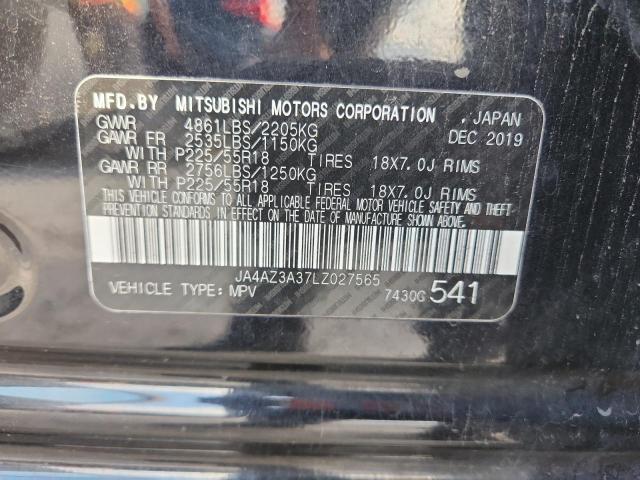 MFD.BY MITSUBISHI MOTORS CORPORATION , JAPAN
GVWR 4861LBS/2205KG DEC 2019
GAWR FR 2535LBS/1150KG
WITH P225/55R18 TIRES 18X7.0J RIMS
GAWR RR 2756LBS/1250KG
WITH P225/55R18 TIRES 18X7.0J RIMS
THIS VEHICLE CONFORMS TO ALL APPLICABLE FEDERAL MOTOR VEHICLE SAFETY AND THEFT
PREVENTION STANDARDS IN EFFECT ON THE DATE OF MANUFACTURE SHOWN ABOVE.
JA4AZ3A37LZ027565
VEHICLE TYPE: MPV 7430G 541